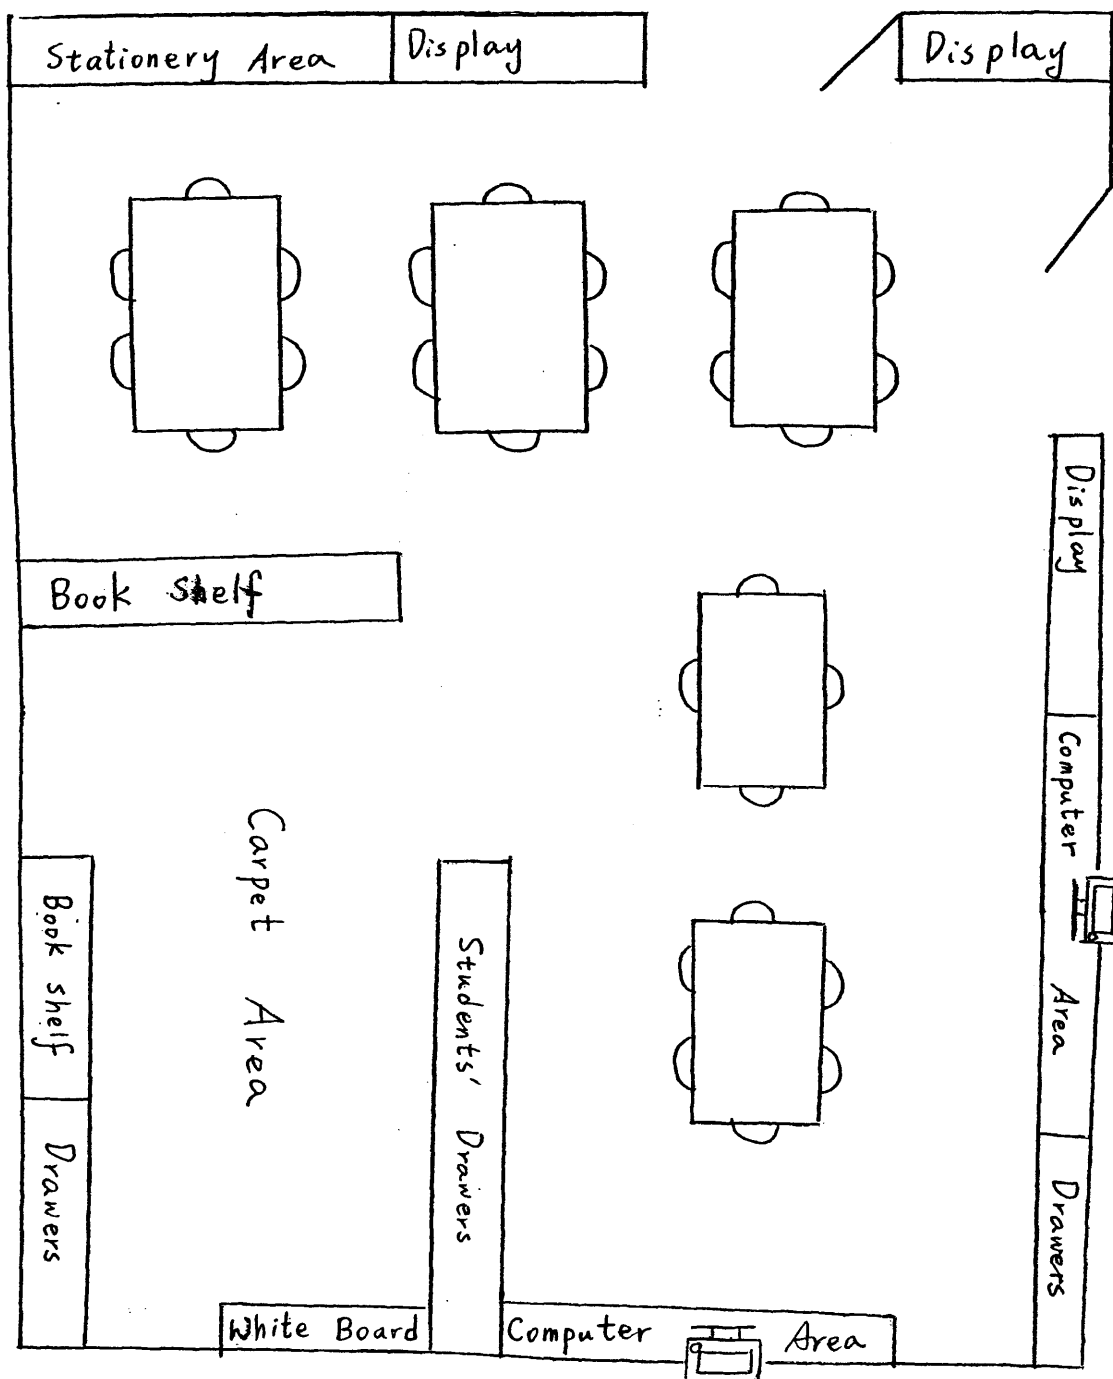 Stationery Area
Display
Display
Display
Book shelf
Computer Area
Carpet Area
Book shelf
Students' Drawers
Drawers
Drawers
White Board
Computer Area